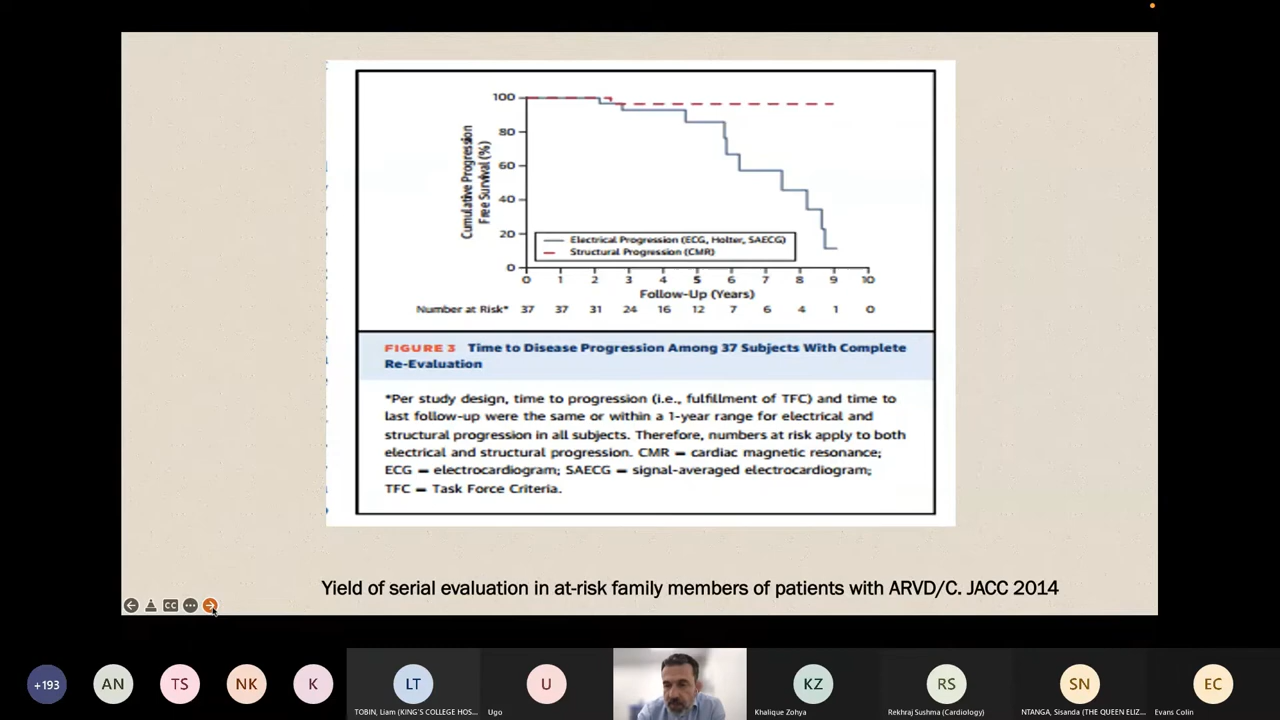 100
80
60
40
20
0
Cumulative Progression
Free Survival (%)
Electrical Progression (ECG, Holter, SAECG)
Structural Progression (CMR)
0 1 2 3 4 5 6 7 8 9 10
Follow-Up (Years)
Number at Risk* 37 37 31 24 16 12 7 6 4 1 0
FIGURE 3 Time to Disease Progression Among 37 Subjects With Complete
Re-Evaluation
*Per study design, time to progression (i.e., fulfillment of TFC) and time to
last follow-up were the same or within a 1-year range for electrical and
structural progression in all subjects. Therefore, numbers at risk apply to both
electrical and structural progression. CMR = cardiac magnetic resonance;
ECG = electrocardiogram; SAECG = signal-averaged electrocardiogram;
TFC = Task Force Criteria.
Yield of serial evaluation in at-risk family members of patients with ARVD/C. JACC 2014
CC
+193 AN TS NK K LT U KZ RS SN EC
TOBIN, Liam (KING'S COLLEGE HOS... Ugo Khalique Zohya Rekhraj Sushma (Cardiology) NTANGA, Sisanda (THE QUEEN ELIZ... Evans Colin